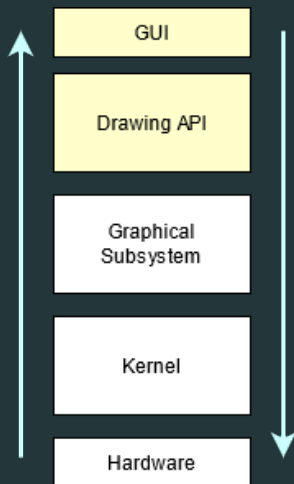 GUI
Drawing API
Graphical
Subsystem
Kernel
Hardware